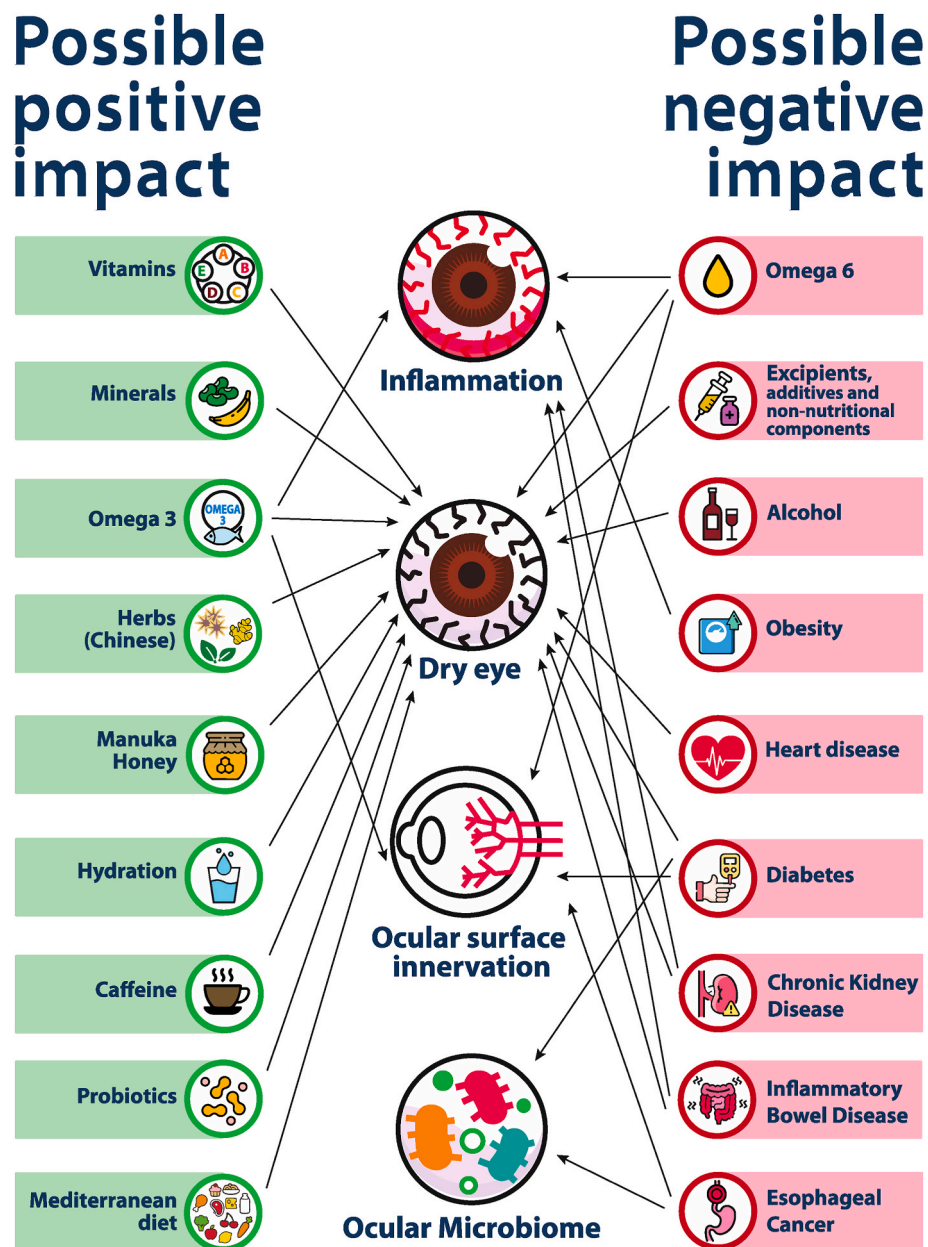 Possible
positive
impact
Possible
negative
impact
Vitamins
A
B
C
D
E
Minerals
Omega 3
OMEGA
3
Herbs
(Chinese)
Manuka
Honey
Hydration
Caffeine
Probiotics
Mediterranean
diet
Inflammation
Dry eye
Ocular surface
innervation
Ocular Microbiome
Omega 6
Excipients,
additives and
non-nutritional
components
Alcohol
Obesity
Heart disease
Diabetes
Chronic Kidney
Disease
Inflammatory
Bowel Disease
Esophageal
Cancer